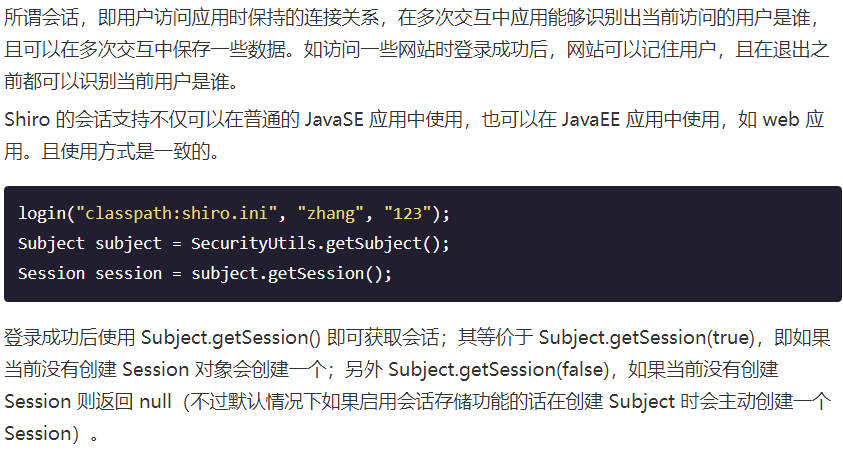 所谓会话，即用户访问应用时保持的连接关系，在多次交互中应用能够识别出当前访问的用户是谁，
且可以在多次交互中保存一些数据。如访问一些网站时登录成功后，网站可以记住用户，且在退出之
前都可以识别当前用户是谁。
Shiro 的会话支持不仅可以在普通的 JavaSE 应用中使用，也可以在 JavaEE 应用中使用，如 web 应
用。且使用方式是一致的。
login("classpath:shiro.ini", "zhang", "123");
Subject subject = SecurityUtils.getSubject();
Session session = subject.getSession();
登录成功后使用 Subject.getSession() 即可获取会话；其等价于 Subject.getSession(true)，即如果
当前没有创建 Session 对象会创建一个；另外 Subject.getSession(false)，如果当前没有创建
Session 则返回 null（不过默认情况下如果启用会话存储功能的话在创建 Subject 时会主动创建一个
Session）。